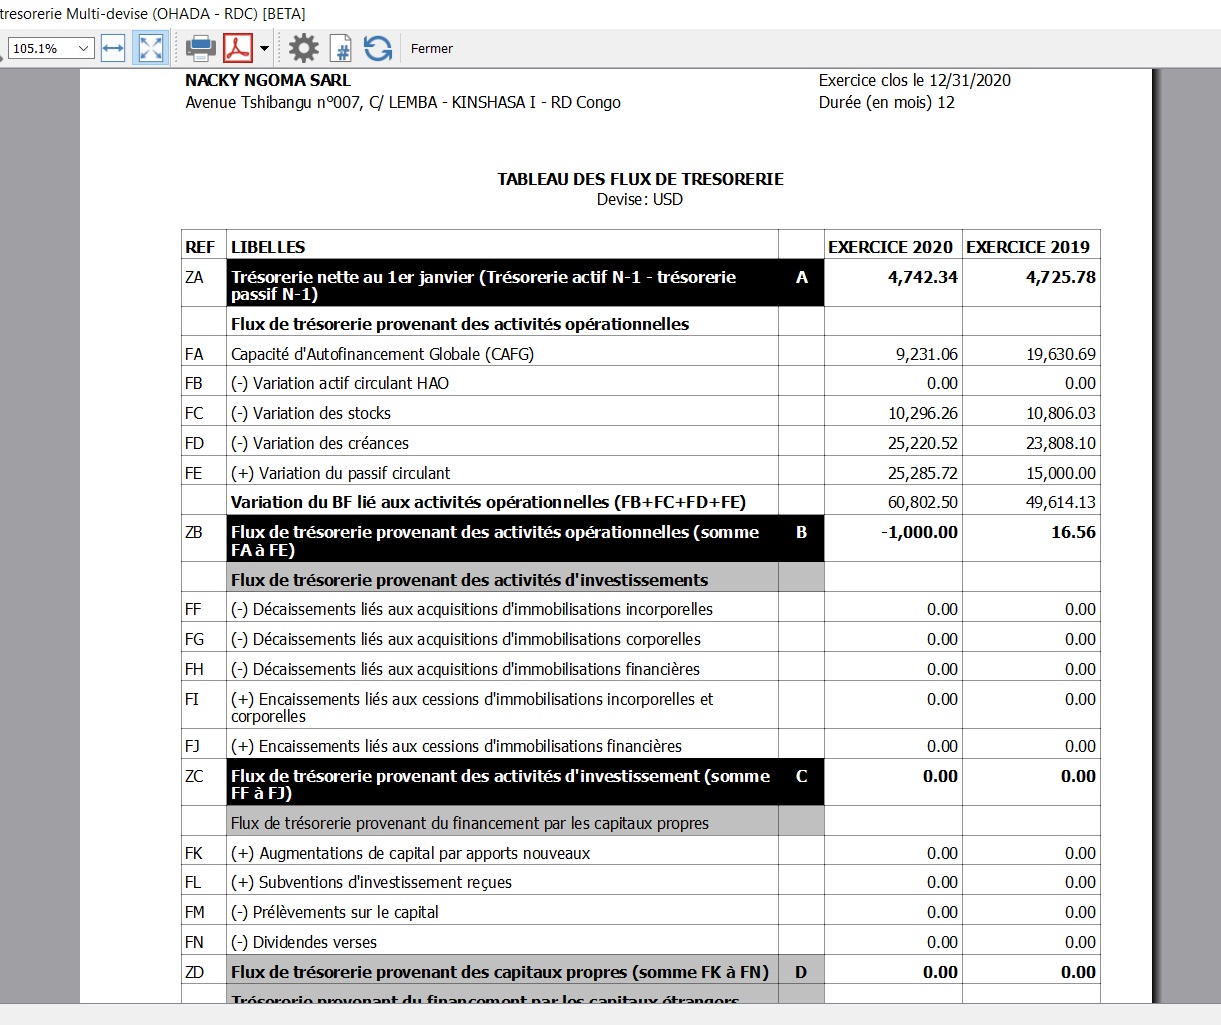 tresorerie Multi-devise (OHADA - RDC) [BETA]
105.1% Fermer
NACKY NGOMA SARL Exercice clos le 12/31/2020
Avenue Tshibangu n°007, C/ LEMBA - KINSHASA I - RD Congo Durée (en mois) 12
TABLEAU DES FLUX DE TRESORERIE
Devise: USD
REF LIBELLES EXERCICE 2020 EXERCICE 2019
ZA Trésorerie nette au 1er janvier (Trésorerie actif N-1 - trésorerie A 4,742.34 4,725.78
passif N-1)
Flux de trésorerie provenant des activités opérationnelles
FA Capacité d'Autofinancement Globale (CAFG) 9,231.06 19,630.69
FB (-) Variation actif circulant HAO 0.00 0.00
FC (-) Variation des stocks 10,296.26 10,806.03
FD (-) Variation des créances 25,220.52 23,808.10
FE (+) Variation du passif circulant 25,285.72 15,000.00
Variation du BF lié aux activités opérationnelles (FB+FC+FD+FE) 60,802.50 49,614.13
ZB Flux de trésorerie provenant des activités opérationnelles (somme B -1,000.00 16.56
FA à FE)
Flux de trésorerie provenant des activités d'investissements
FF (-) Décaissements liés aux acquisitions d'immobilisations incorporelles 0.00 0.00
FG (-) Décaissements liés aux acquisitions d'immobilisations corporelles 0.00 0.00
FH (-) Décaissements liés aux acquisitions d'immobilisations financières 0.00 0.00
FI (+) Encaissements liés aux cessions d'immobilisations incorporelles et 0.00 0.00
corporelles
FJ (+) Encaissements liés aux cessions d'immobilisations financières 0.00 0.00
ZC Flux de trésorerie provenant des activités d'investissement (somme C 0.00 0.00
FF à FJ)
Flux de trésorerie provenant du financement par les capitaux propres
FK (+) Augmentations de capital par apports nouveaux 0.00 0.00
FL (+) Subventions d'investissement reçues 0.00 0.00
FM (-) Prélèvements sur le capital 0.00 0.00
FN (-) Dividendes verses 0.00 0.00
ZD Flux de trésorerie provenant des capitaux propres (somme FK à FN) D 0.00 0.00
Trésorerie provenant du financement par les capitaux étrangers